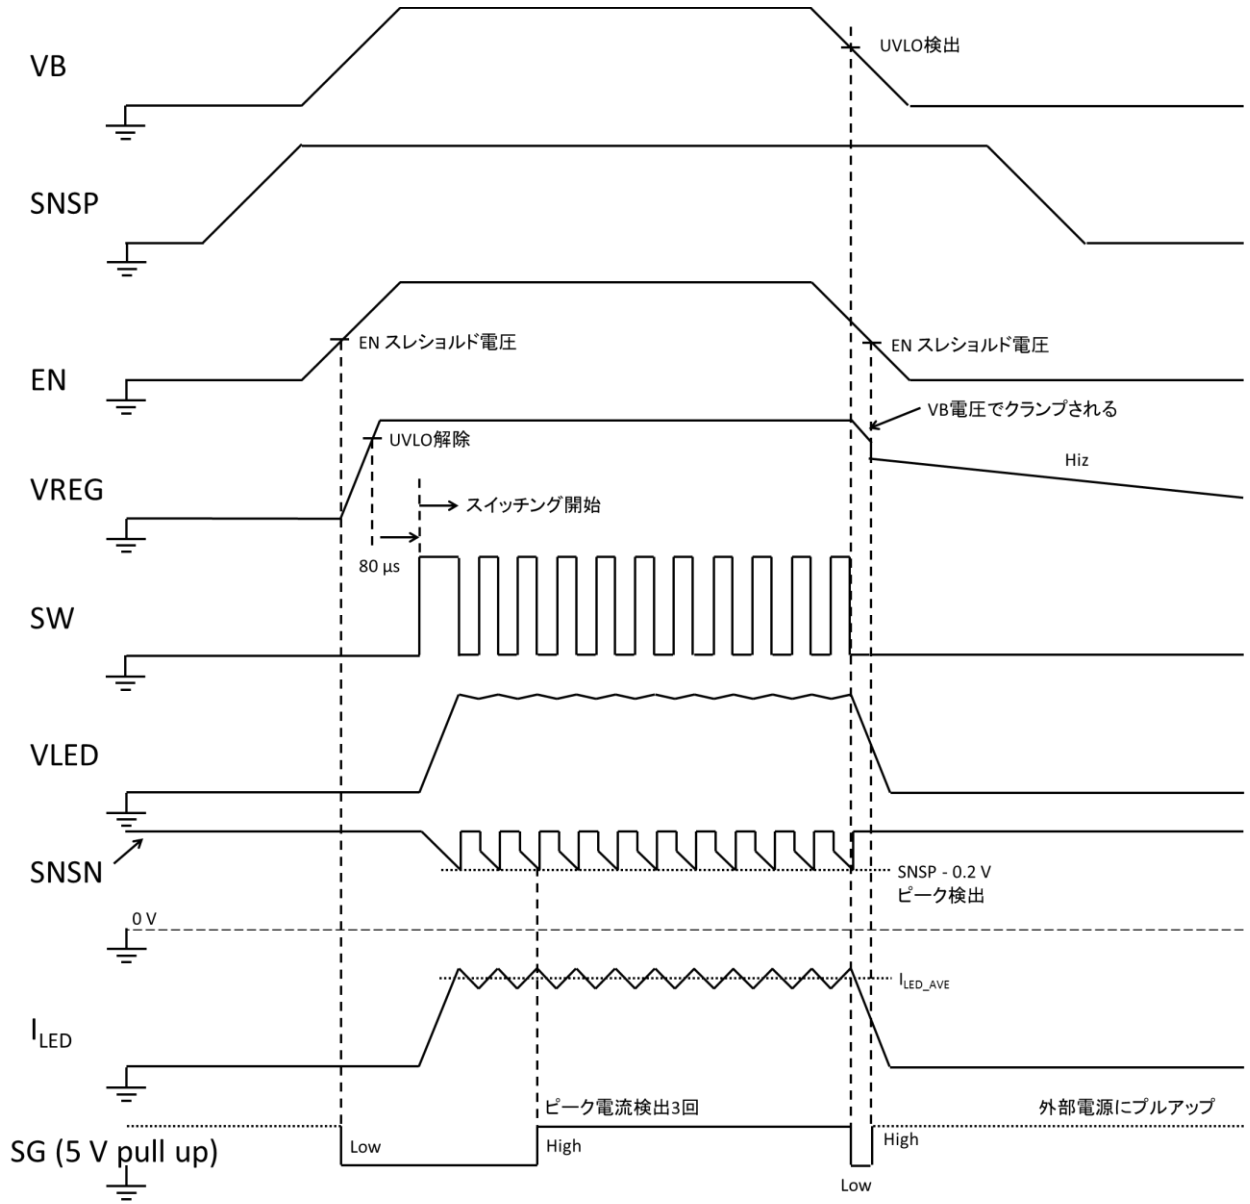 UVLO検出
VB
SNSP
EN スレショルド電圧
EN スレショルド電圧
EN
VB電圧でクランプされる
UVLO解除
Hiz
VREG
スイッチング開始
80 μs
SW
VLED
SNSN
SNSP - 0.2 V
ピーク検出
0 V
ILED_AVE
ILED
ピーク電流検出3回
外部電源にプルアップ
SG (5 V pull up)
Low
High
High
Low